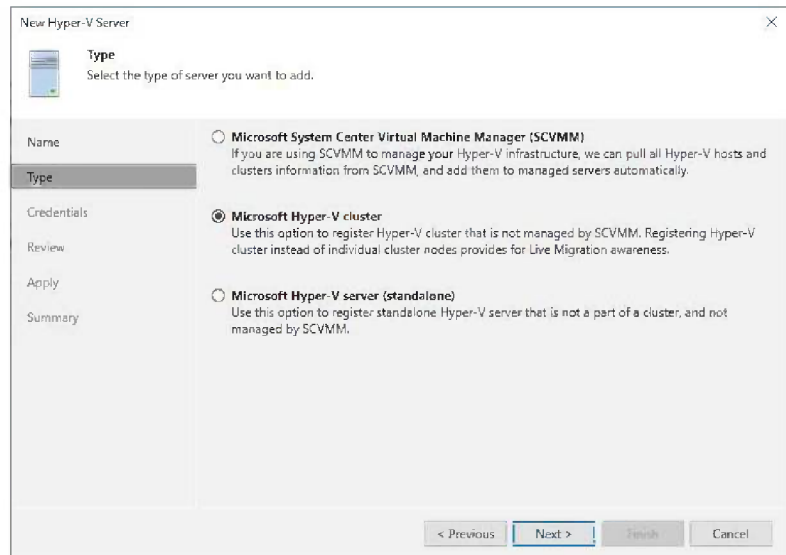 New Hyper-V Server
Type
Select the type of server you want to add.
Name
Type
Credentials
Review
Apply
Summary
Microsoft System Center Virtual Machine Manager (SCVMM)
If you are using SCVMM to manage your Hyper-V infrastructure, we can pull all Hyper-V hosts and
clusters information from SCVMM, and add them to managed servers automatically.
Microsoft Hyper-V cluster
Use this option to register Hyper-V cluster that is not managed by SCVMM. Registering Hyper-V
cluster instead of individual cluster nodes provides for Live Migration awareness.
Microsoft Hyper-V server (standalone)
Use this option to register standalone Hyper-V server that is not a part of a cluster, and not
managed by SCVMM.
< Previous Next > Finish Cancel